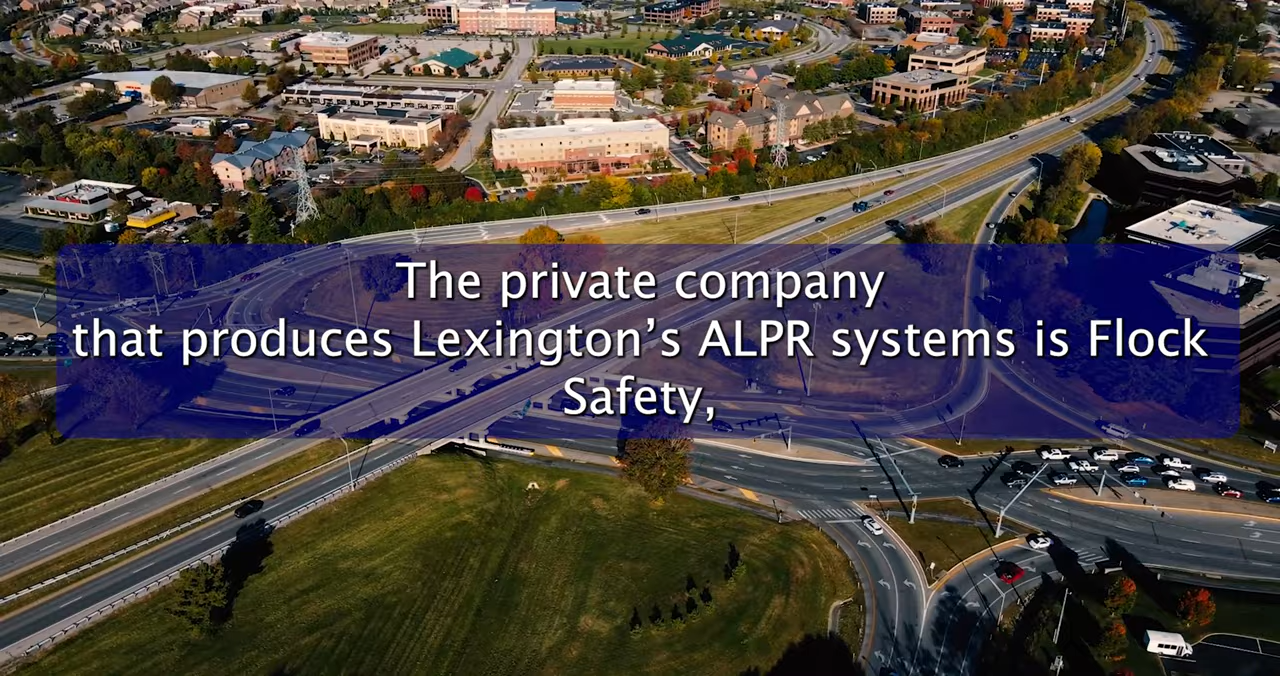 The private company
that produces Lexington’s ALPR systems is Flock
Safety,